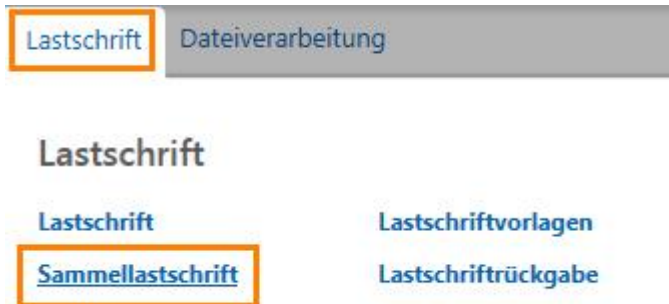 Lastschrift Dateiverarbeitung
Lastschrift
Lastschrift Lastschriftvorlagen
Sammellastschrift Lastschriftrückgabe